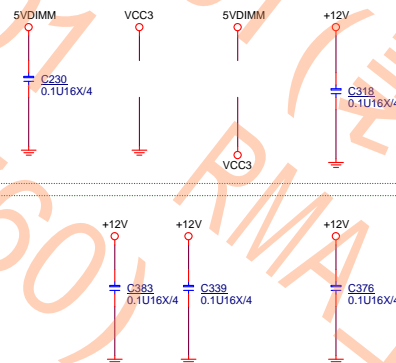 5VDIMM VCC3 5VDIMM +12V
C230
0.1U16X/4
C318
0.1U16X/4
VCC3
+12V +12V +12V
C383
0.1U16X/4
C339
0.1U16X/4
C376
0.1U16X/4
RMA